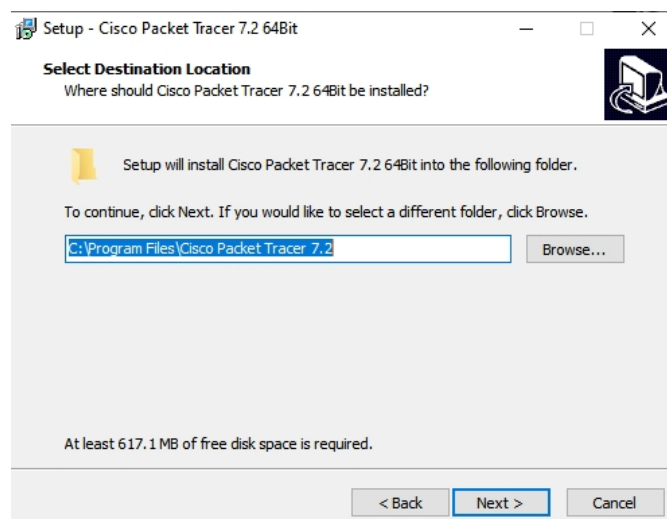 Setup - Cisco Packet Tracer 7.2 64Bit
Select Destination Location
Where should Cisco Packet Tracer 7.2 64Bit be installed?
Setup will install Cisco Packet Tracer 7.2 64Bit into the following folder.
To continue, click Next. If you would like to select a different folder, click Browse.
C:\Program Files\Cisco Packet Tracer 7.2
Browse...
At least 617.1 MB of free disk space is required.
< Back
Next >
Cancel